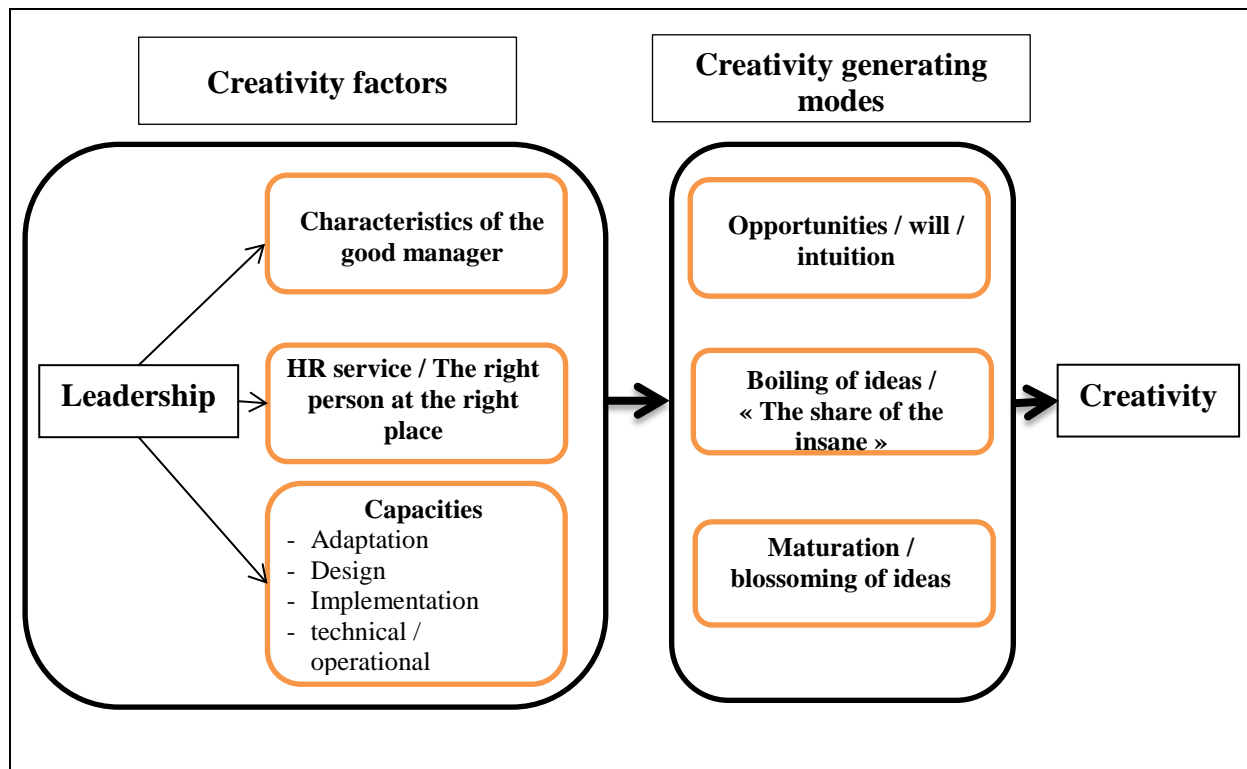 Creativity factors
Creativity generating
modes
Leadership
Characteristics of the
good manager
HR service / The right
person at the right
place
Capacities
- Adaptation
- Design
- Implementation
- technical /
operational
Opportunities / will /
intuition
Boiling of ideas /
« The share of the
insane »
Maturation /
blossoming of ideas
Creativity